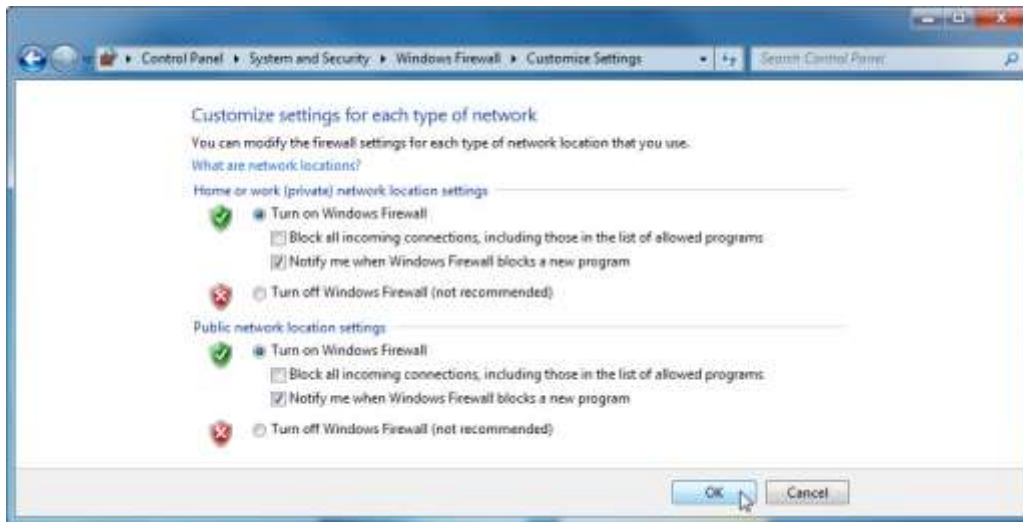 Control Panel System and Security Windows Firewall Customize Settings Search Control Panel
Customize settings for each type of network
You can modify the firewall settings for each type of network location that you use.
What are network locations?
Home or work (private) network location settings
Turn on Windows Firewall
Block all incoming connections, including those in the list of allowed programs
Notify me when Windows Firewall blocks a new program
Turn off Windows Firewall (not recommended)
Public network location settings
Turn on Windows Firewall
Block all incoming connections, including those in the list of allowed programs
Notify me when Windows Firewall blocks a new program
Turn off Windows Firewall (not recommended)
OK Cancel